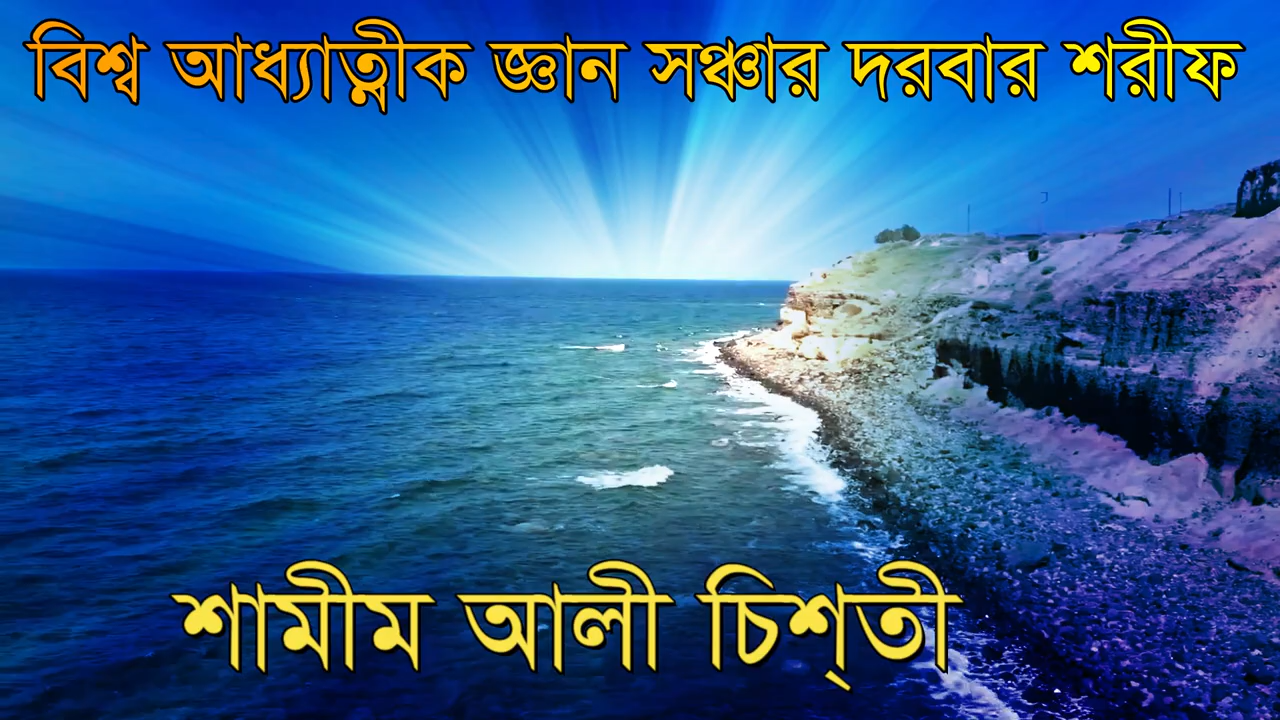 বিশ্ব আধ্যাত্নীক জ্ঞান সঞ্চার দরবার শরীফ
শামীম আলী চিশ্‌তী